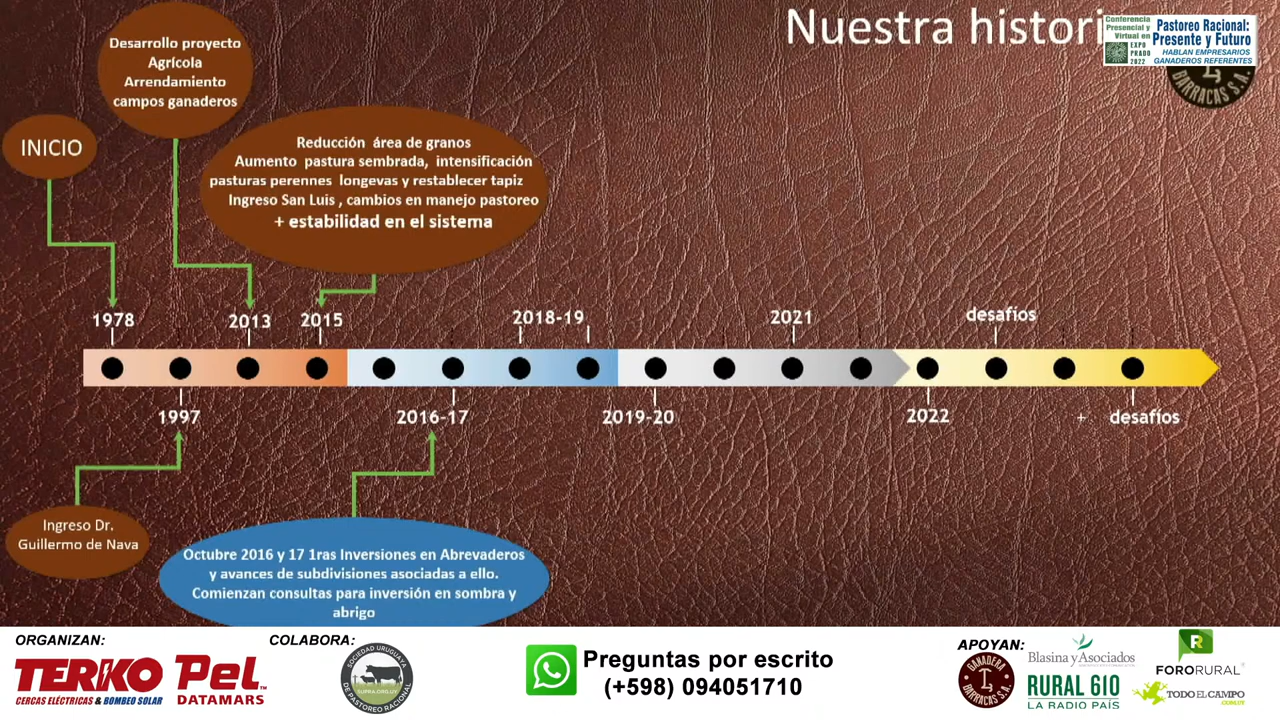 Nuestra histori
Conferencia
Presencial y
Virtual en
EXPO
PRADO
2022
Pastoreo Racional:
Presente y Futuro
HABLAN EMPRESARIOS
GANADEROS REFERENTES
BARRACAS S.A.
Desarrollo proyecto
Agrícola
Arrendamiento
campos ganaderos
INICIO
Reducción área de granos
Aumento pastura sembrada, intensificación
pasturas perennes longevas y restablecer tapiz
Ingreso San Luis , cambios en manejo pastoreo
+ estabilidad en el sistema
1978
2013
2015
2018-19
2021
desafíos
1997
2016-17
2019-20
2022
+ desafíos
Ingreso Dr.
Guillermo de Nava
Octubre 2016 y 17 1ras Inversiones en Abrevaderos
y avances de subdivisiones asociadas a ello.
Comienzan consultas para inversión en sombra y
abrigo
ORGANIZAN:
TERKO
CERCAS ELÉCTRICAS & BOMBEO SOLAR
Pel
DATAMARS
COLABORA:
SOCIEDAD URUGUAYA
SUPRA.ORG.UY
DE PASTOREO RACIONAL
Preguntas por escrito
(+598) 094051710
APOYAN:
GANADERA
BARRACAS S.A.
Blasina y Asociados
RURAL 610
LA RADIO PAÍS
R
FORORURAL
TODO EL CAMPO
COM.UY